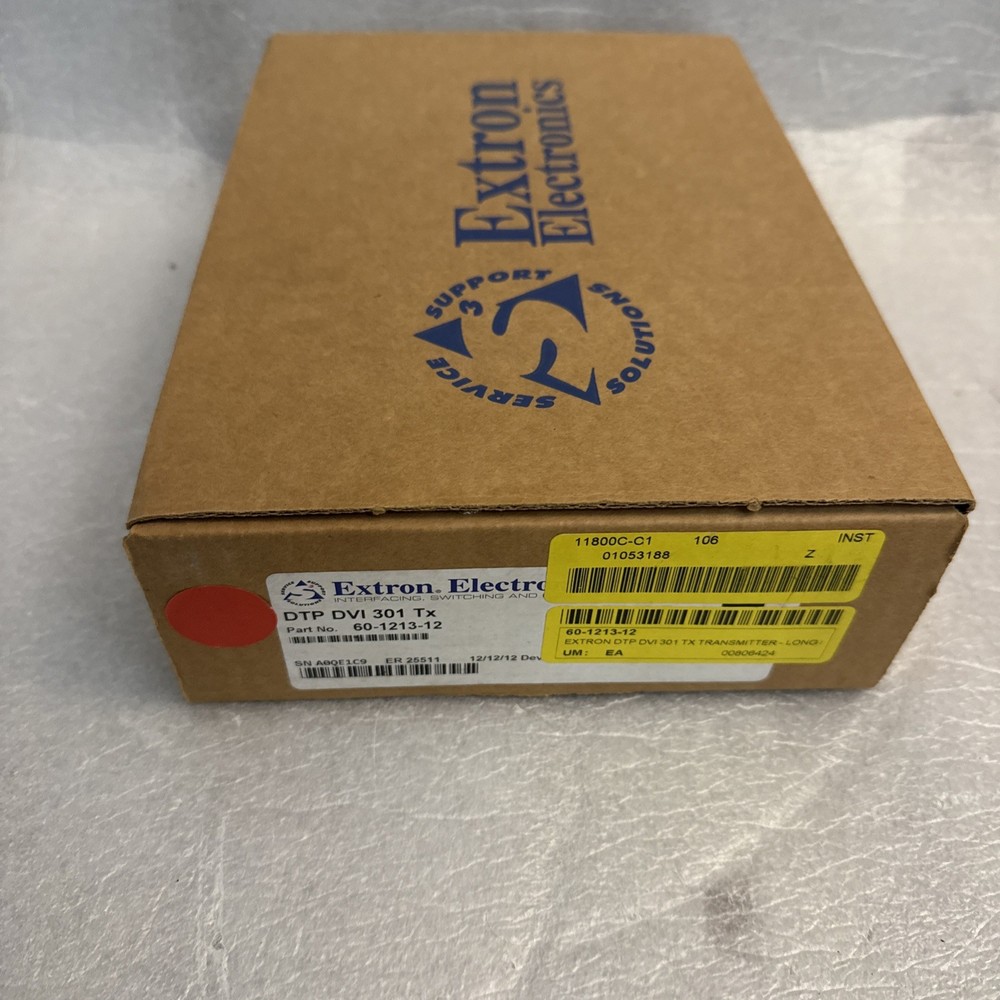 Extron
Electronics
SERVICE SUPPORT SOLUTIONS
3
Extron. Electro
INTERFACING, SWITCHING AND
DTP DVI 301 Tx
Part No. 60-1213-12
SN A0QE1C9 ER 25511 12/12/12 Dev
11800C-C1 106 INST
01053188 Z
60-1213-12
EXTRON DTP DVI 301 TX TRANSMITTER - LONG
UM: EA 00806424